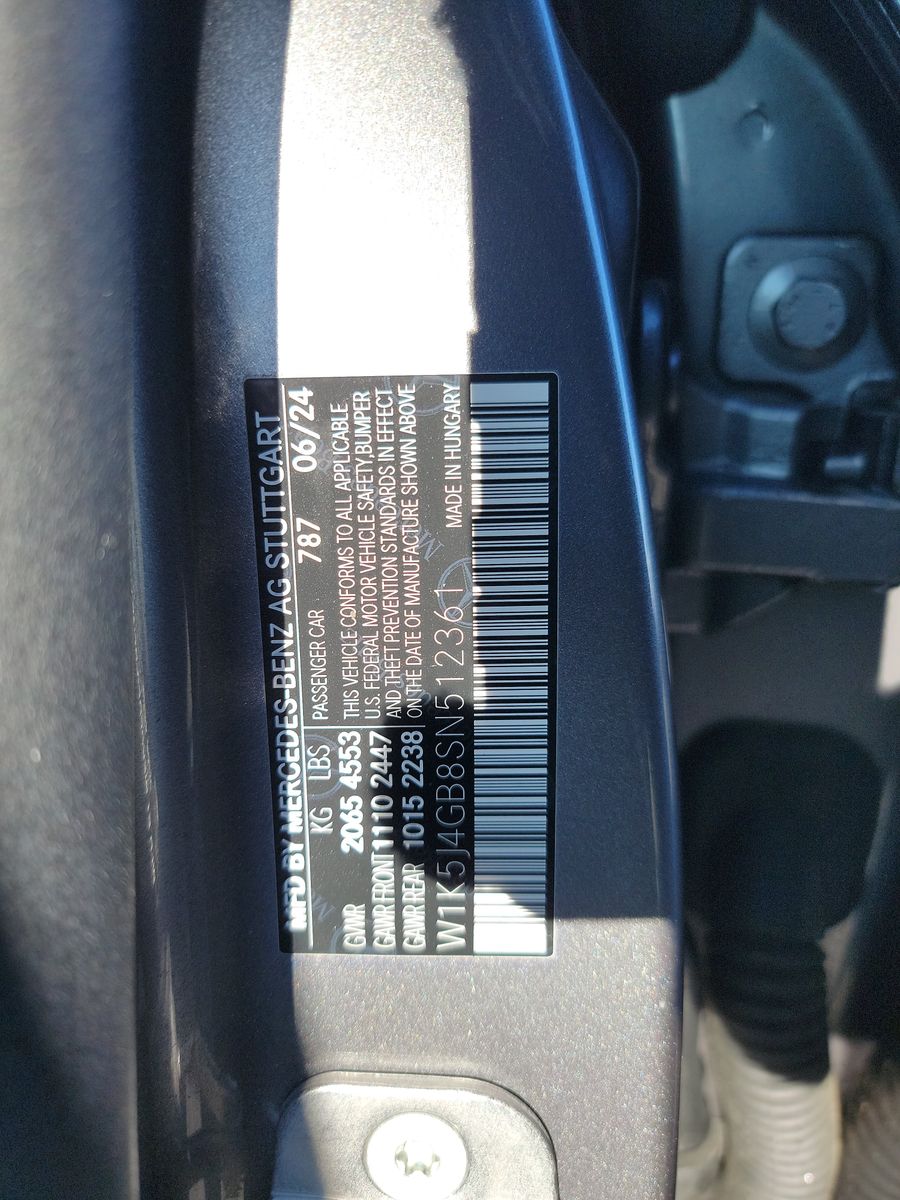 MFD BY MERCEDES-BENZ AG STUTTGART
KG LBS
787 06/24
PASSENGER CAR
GVWR 2065 4553
GAWR FRONT 1110 2447
GAWR REAR 1015 2238
THIS VEHICLE CONFORMS TO ALL APPLICABLE
U.S. FEDERAL MOTOR VEHICLE SAFETY,BUMPER
AND THEFT PREVENTION STANDARDS IN EFFECT
ON THE DATE OF MANUFACTURE SHOWN ABOVE
W1K5J4GB8SN512361
MADE IN HUNGARY